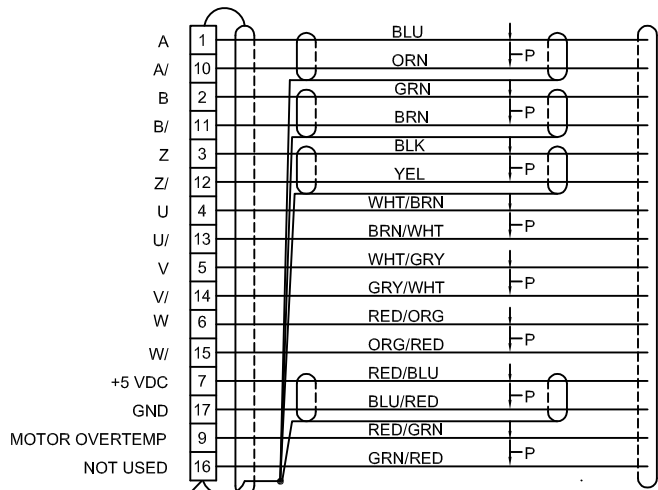 A 1 BLU
P
A/ 10 ORN
B 2 GRN
P
B/ 11 BRN
Z 3 BLK
P
Z/ 12 YEL
U 4 WHT/BRN
P
U/ 13 BRN/WHT
V 5 WHT/GRY
P
V/ 14 GRY/WHT
W 6 RED/ORG
P
W/ 15 ORG/RED
+5 VDC 7 RED/BLU
P
GND 17 BLU/RED
MOTOR OVERTEMP 9 RED/GRN
P
NOT USED 16 GRN/RED